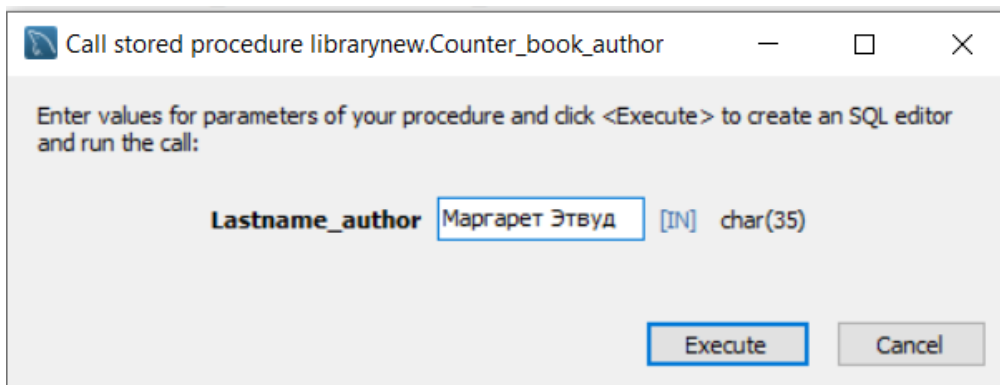 Call stored procedure librarynew.Counter_book_author
Enter values for parameters of your procedure and click <Execute> to create an SQL editor
and run the call:
Lastname_author Маргарет Этвуд [IN] char(35)
Execute Cancel